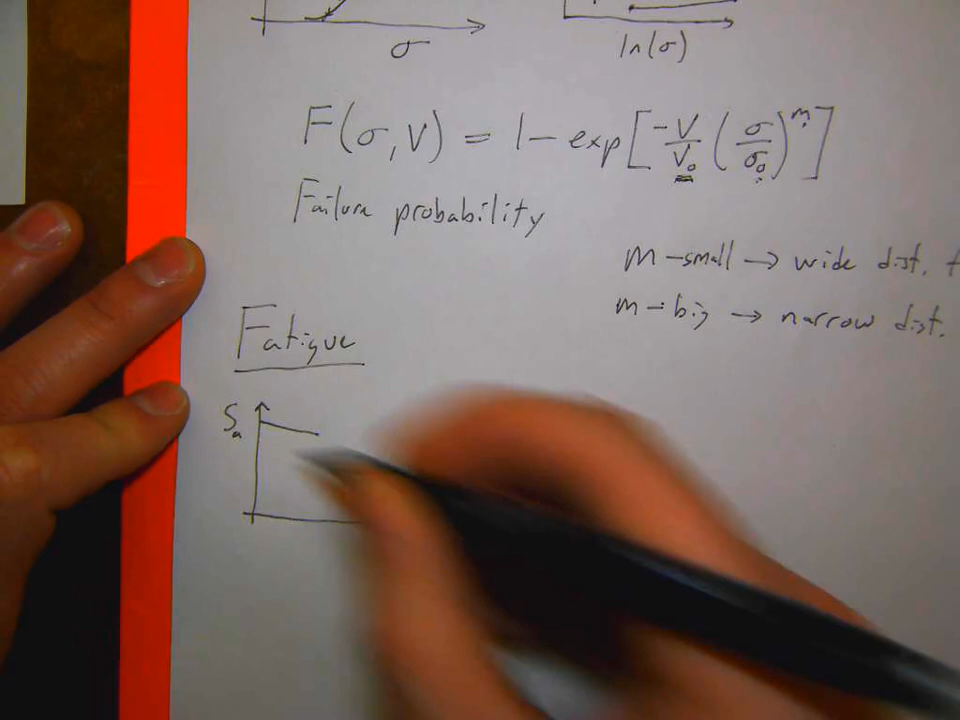 σ
ln(σ)
F(σ,V) = 1-exp[-V/V₀ (σ/σ₀)^m]
Failure probability
m-small → wide dist.
m-big → narrow dist.
Fatigue
Sₐ